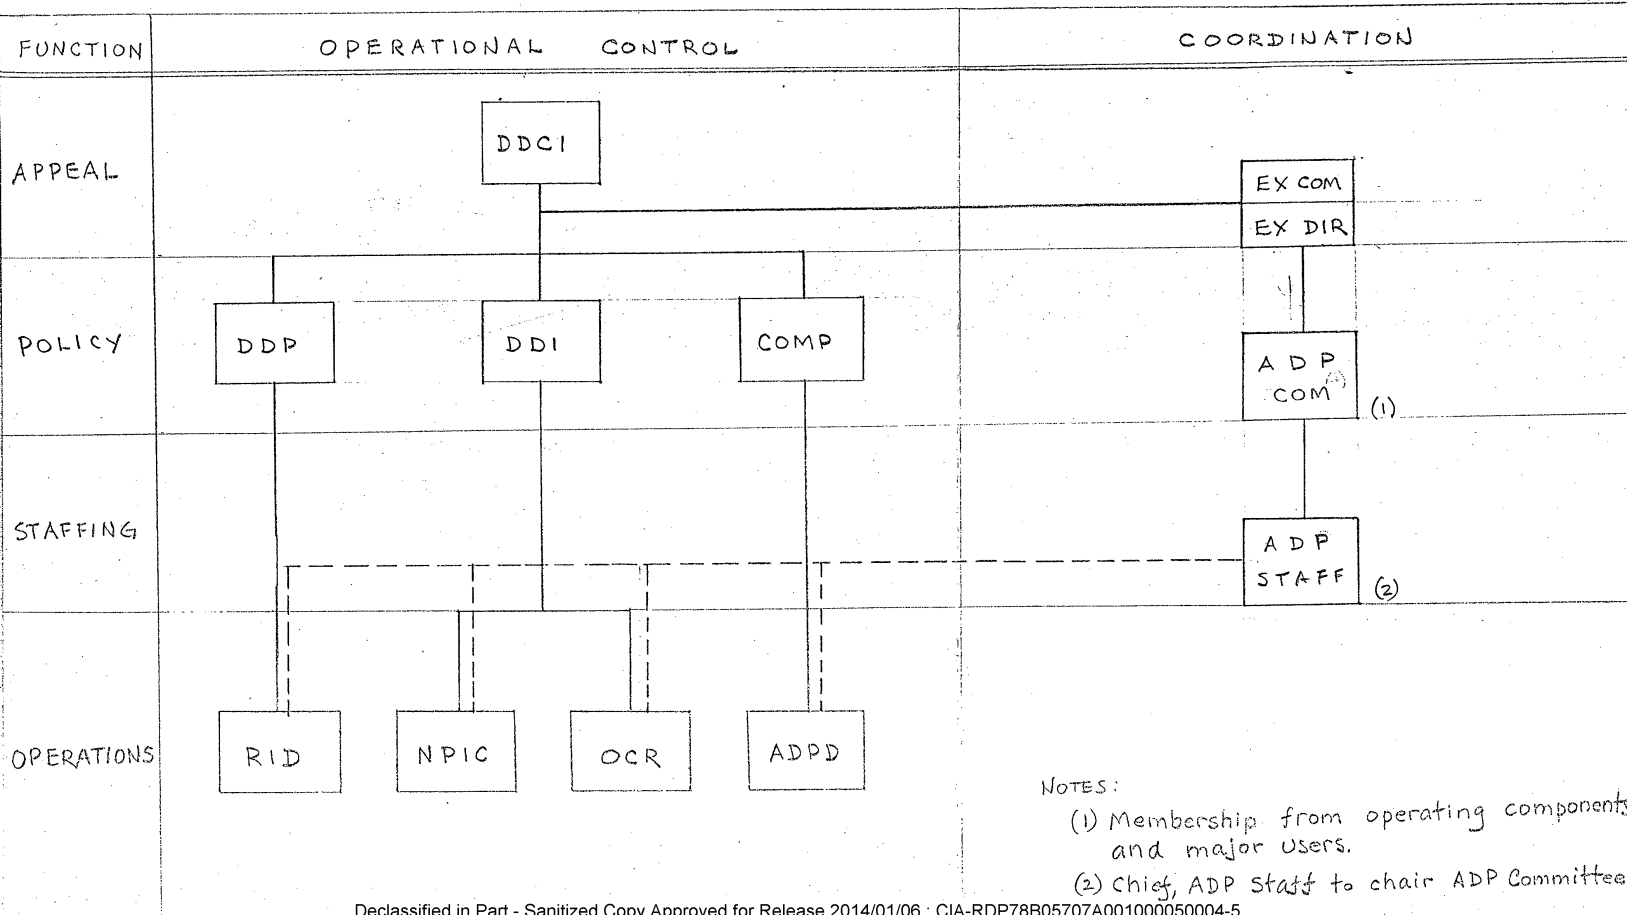 FUNCTION OPERATIONAL CONTROL COORDINATION
APPEAL
DDCI
EX COM
EX DIR
POLICY
DDP
DDI
COMP
ADP
COM
(1)
STAFFING
ADP
STAFF
(2)
OPERATIONS
RID
NPIC
OCR
ADPD
NOTES:
(1) Membership from operating components
and major users.
(2) Chief, ADP Staff to chair ADP Committee
Declassified in Part - Sanitized Copy Approved for Release 2014/01/06 : CIA-RDP78B05707A001000050004-5